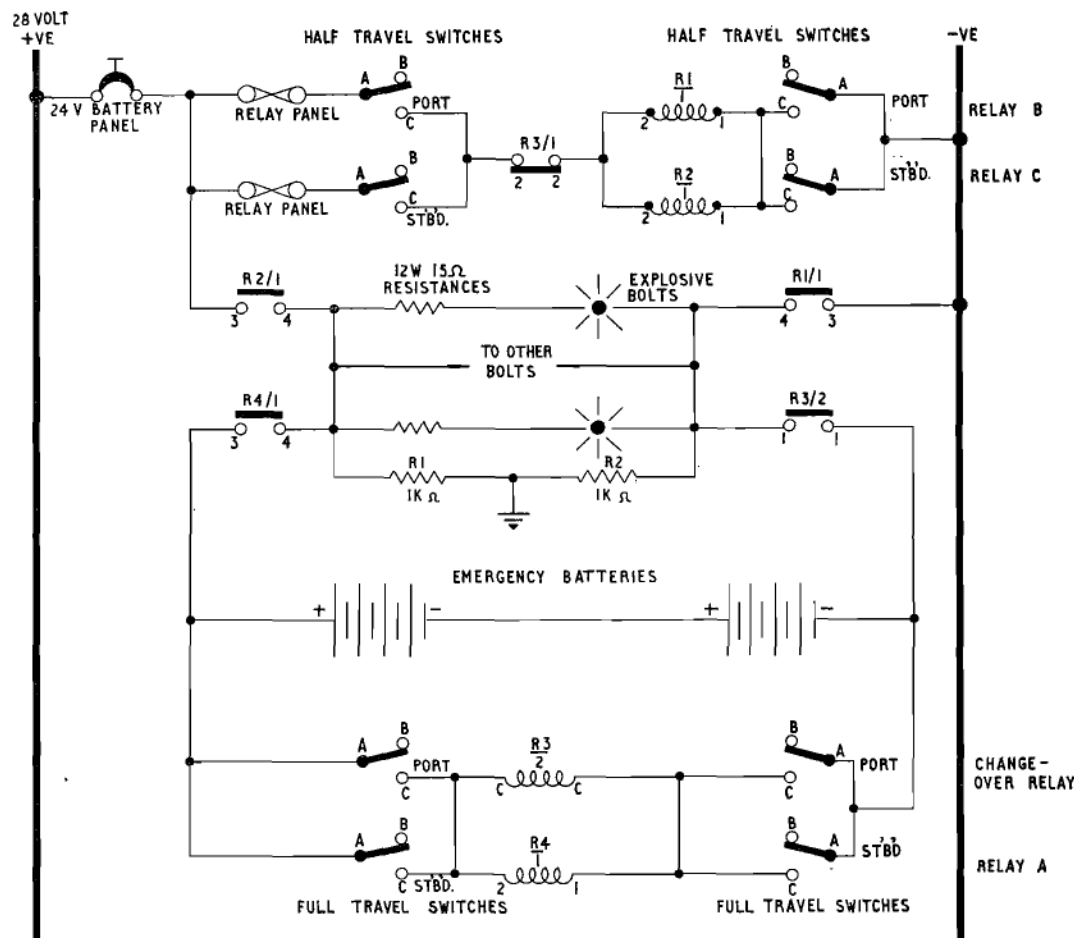 28 VOLT
+VE
HALF TRAVEL SWITCHES
HALF TRAVEL SWITCHES
-VE
24 V BATTERY
PANEL
RELAY PANEL
A
B
C
PORT
R3/1
2 2
R1
1
2 1
B
A
C
PORT
RELAY B
RELAY PANEL
A
B
C
STBD.
R2
1
2 1
B
A
C
STBD.
RELAY C
R2/1
3 4
12W 15Ω
RESISTANCES
EXPLOSIVE
BOLTS
R1/1
4 3
TO OTHER
BOLTS
R4/1
3 4
R3/2
1 1
R1
1K Ω
R2
1K Ω
EMERGENCY BATTERIES
+ -
+ -
A
B
C
PORT
R3
2
C C
B
A
C
PORT
CHANGE-
OVER RELAY
A
B
C
STBD.
R4
1
2 1
B
A
C
STBD
RELAY A
FULL TRAVEL SWITCHES
FULL TRAVEL SWITCHES